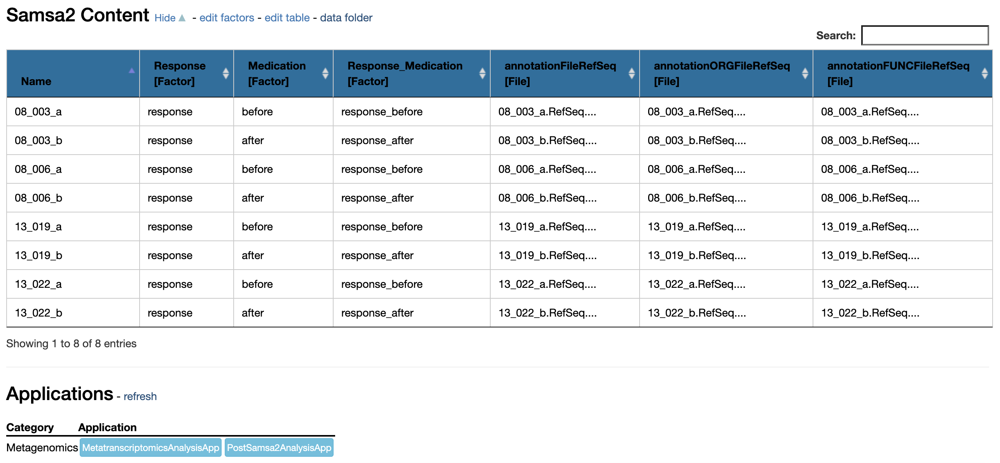 Samsa2 Content Hide ▲ - edit factors - edit table - data folder
Search:
Name Response [Factor] Medication [Factor] Response_Medication [Factor] annotationFileRefSeq [File] annotationORGFileRefSeq [File] annotationFUNCFileRefSeq [File]
08_003_a response before response_before 08_003_a.RefSeq.... 08_003_a.RefSeq.... 08_003_a.RefSeq....
08_003_b response after response_after 08_003_b.RefSeq.... 08_003_b.RefSeq.... 08_003_b.RefSeq....
08_006_a response before response_before 08_006_a.RefSeq.... 08_006_a.RefSeq.... 08_006_a.RefSeq....
08_006_b response after response_after 08_006_b.RefSeq.... 08_006_b.RefSeq.... 08_006_b.RefSeq....
13_019_a response before response_before 13_019_a.RefSeq.... 13_019_a.RefSeq.... 13_019_a.RefSeq....
13_019_b response after response_after 13_019_b.RefSeq.... 13_019_b.RefSeq.... 13_019_b.RefSeq....
13_022_a response before response_before 13_022_a.RefSeq.... 13_022_a.RefSeq.... 13_022_a.RefSeq....
13_022_b response after response_after 13_022_b.RefSeq.... 13_022_b.RefSeq.... 13_022_b.RefSeq....
Showing 1 to 8 of 8 entries
Applications - refresh
Category Application
Metagenomics MetatranscriptomicsAnalysisApp PostSamsa2AnalysisApp